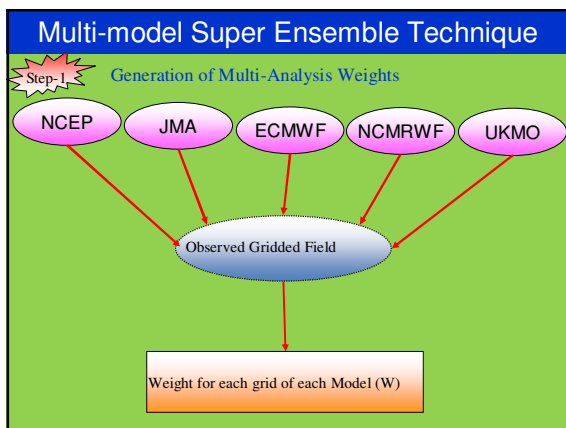 Multi-model Super Ensemble Technique
Step-1
Generation of Multi-Analysis Weights
NCEP
JMA
ECMWF
NCMRWF
UKMO
Observed Gridded Field
Weight for each grid of each Model (W)